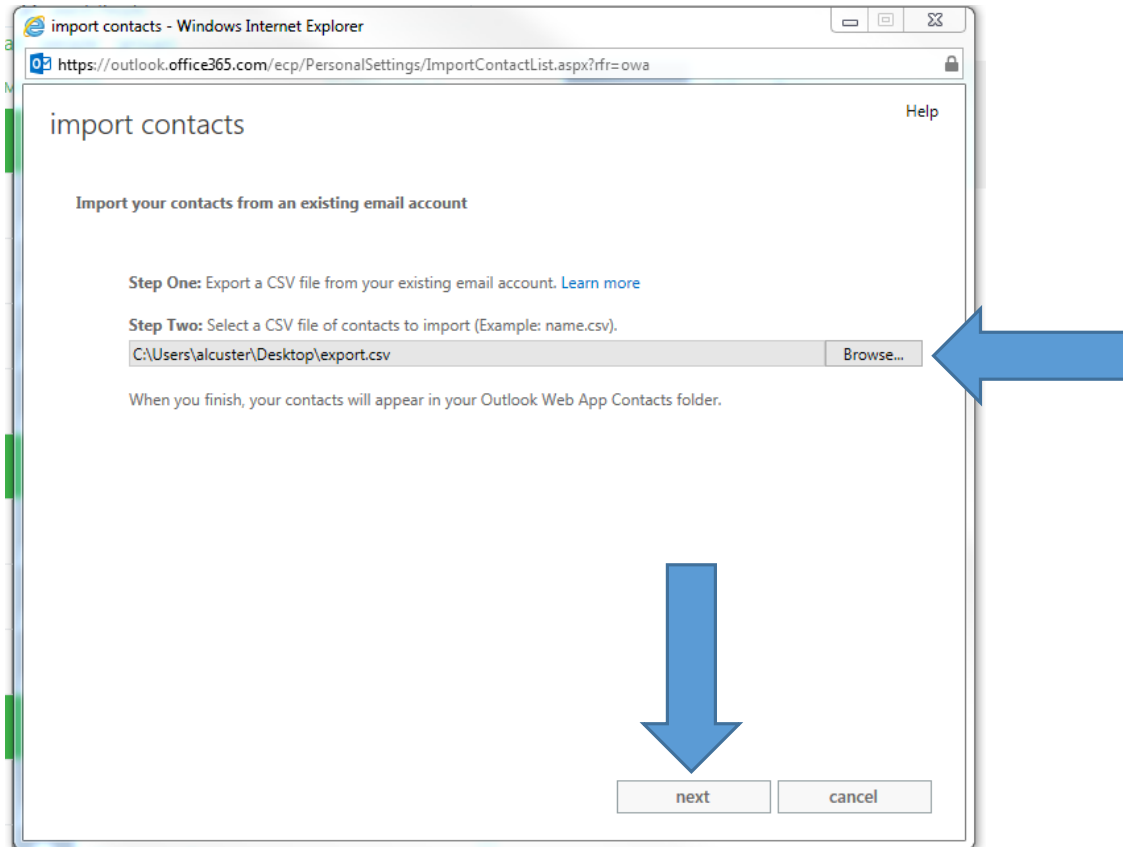 import contacts - Windows Internet Explorer
https://outlook.office365.com/ecp/PersonalSettings/ImportContactList.aspx?rfr=owa
Help
import contacts
Import your contacts from an existing email account
Step One: Export a CSV file from your existing email account. Learn more
Step Two: Select a CSV file of contacts to import (Example: name.csv).
C:\Users\alcuster\Desktop\export.csv Browse...
When you finish, your contacts will appear in your Outlook Web App Contacts folder.
next cancel